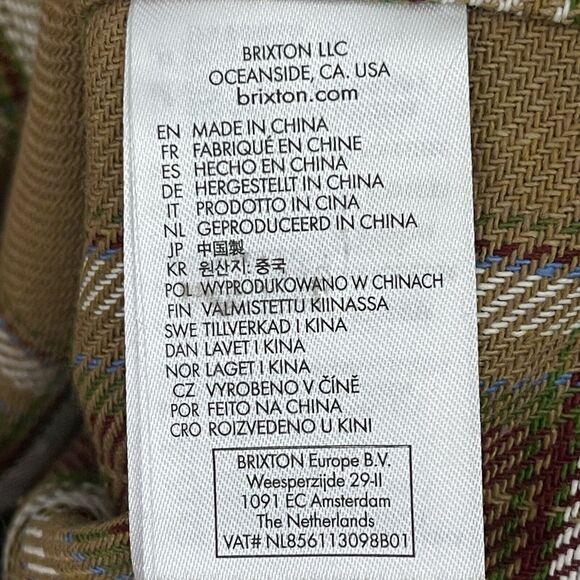 BRIXTON LLC
OCEANSIDE, CA. USA
brixton.com
EN MADE IN CHINA
FR FABRIQUÉ EN CHINE
ES HECHO EN CHINA
DE HERGESTELLT IN CHINA
IT PRODOTTO IN CINA
NL GEPRODUCEERD IN CHINA
JP 中国製
KR 원산지: 중국
POL WYPRODUKOWANO W CHINACH
FIN VALMISTETTU KIINASSA
SWE TILLVERKAD I KINA
DAN LAVET I KINA
NOR LAGET I KINA
CZ VYROBENO V ČÍNĚ
POR FEITO NA CHINA
CRO ROIZVEDENO U KINI
BRIXTON Europe B.V.
Weesperzijde 29-II
1091 EC Amsterdam
The Netherlands
VAT# NL856113098B01